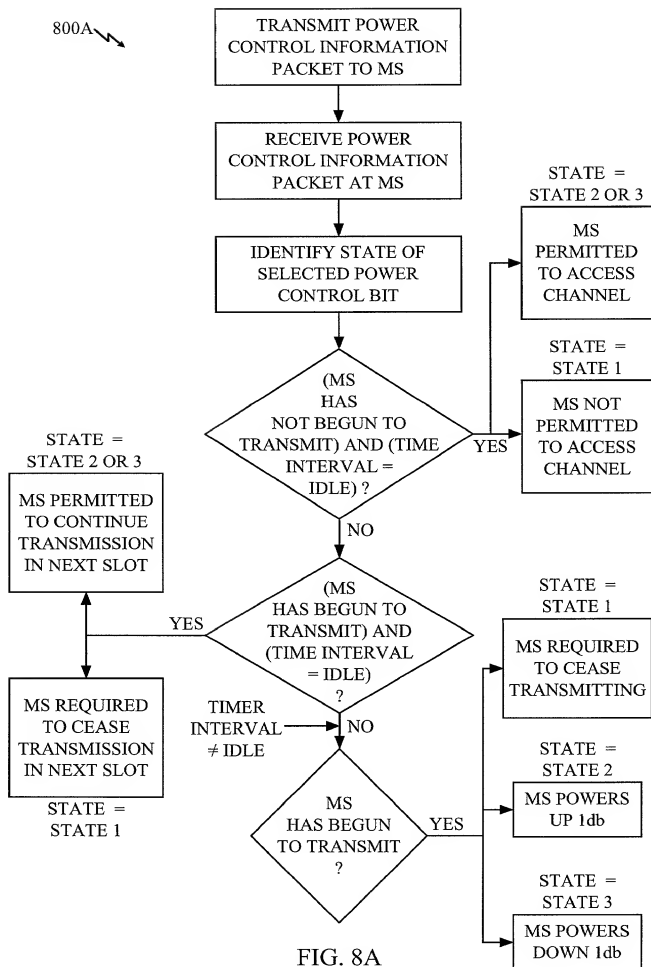 800A
TRANSMIT POWER
CONTROL INFORMATION
PACKET TO MS
RECEIVE POWER
CONTROL INFORMATION
PACKET AT MS
IDENTIFY STATE OF
SELECTED POWER
CONTROL BIT
STATE =
STATE 2 OR 3
MS
PERMITTED
TO ACCESS
CHANNEL
(MS
HAS
NOT BEGUN TO
TRANSMIT) AND (TIME
INTERVAL =
IDLE) ?
YES
STATE =
STATE 1
MS NOT
PERMITTED
TO ACCESS
CHANNEL
NO
STATE =
STATE 2 OR 3
MS PERMITTED
TO CONTINUE
TRANSMISSION
IN NEXT SLOT
YES
(MS
HAS BEGUN TO
TRANSMIT) AND
(TIME INTERVAL
= IDLE)
?
MS REQUIRED
TO CEASE
TRANSMISSION
IN NEXT SLOT
STATE =
STATE 1
TIMER
INTERVAL
≠ IDLE
NO
MS
HAS BEGUN
TO TRANSMIT
?
YES
STATE =
STATE 1
MS REQUIRED
TO CEASE
TRANSMITTING
STATE =
STATE 2
MS POWERS
UP 1db
STATE =
STATE 3
MS POWERS
DOWN 1db
FIG. 8A